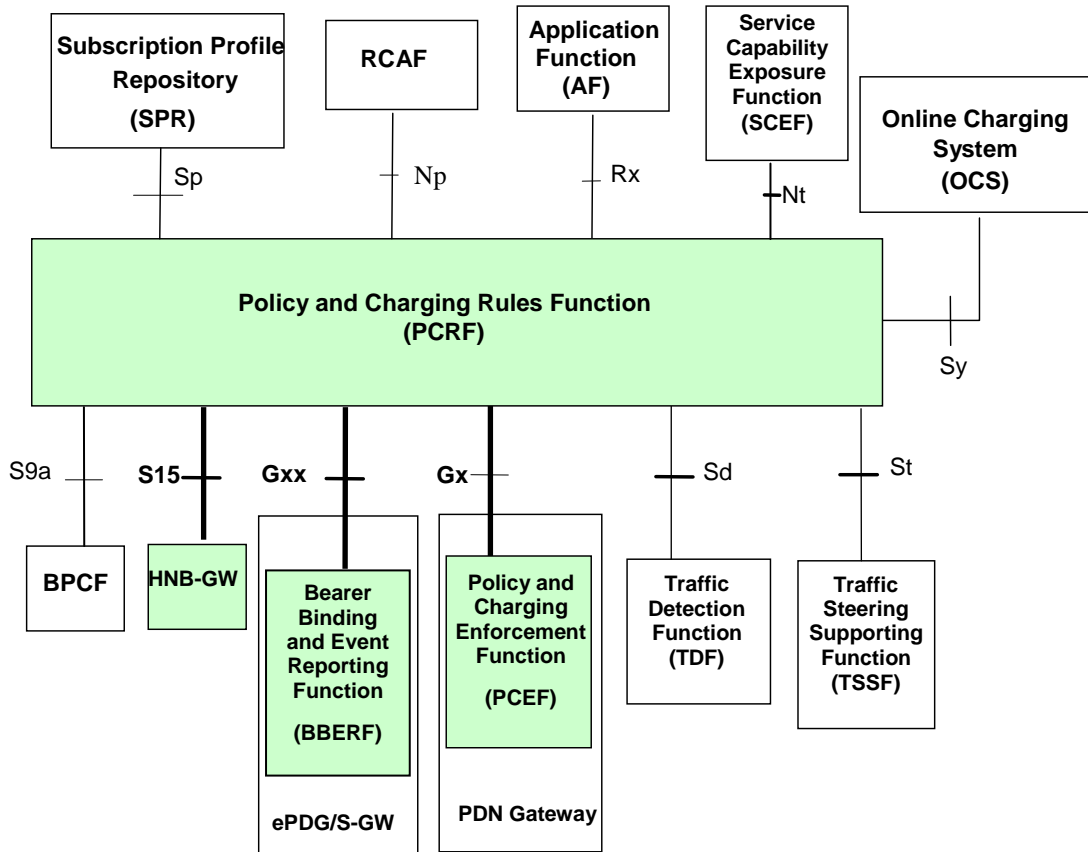 Subscription Profile
Repository
(SPR)
RCAF
Application
Function
(AF)
Service
Capability
Exposure
Function
(SCEF)
Online Charging
System
(OCS)
Sp
Np
Rx
Nt
Policy and Charging Rules Function
(PCRF)
Sy
S9a
S15
Gxx
Gx
Sd
St
BPCF
HNB-GW
Bearer
Binding
and Event
Reporting
Function
(BBERF)
ePDG/S-GW
Policy and
Charging
Enforcement
Function
(PCEF)
PDN Gateway
Traffic
Detection
Function
(TDF)
Traffic
Steering
Supporting
Function
(TSSF)